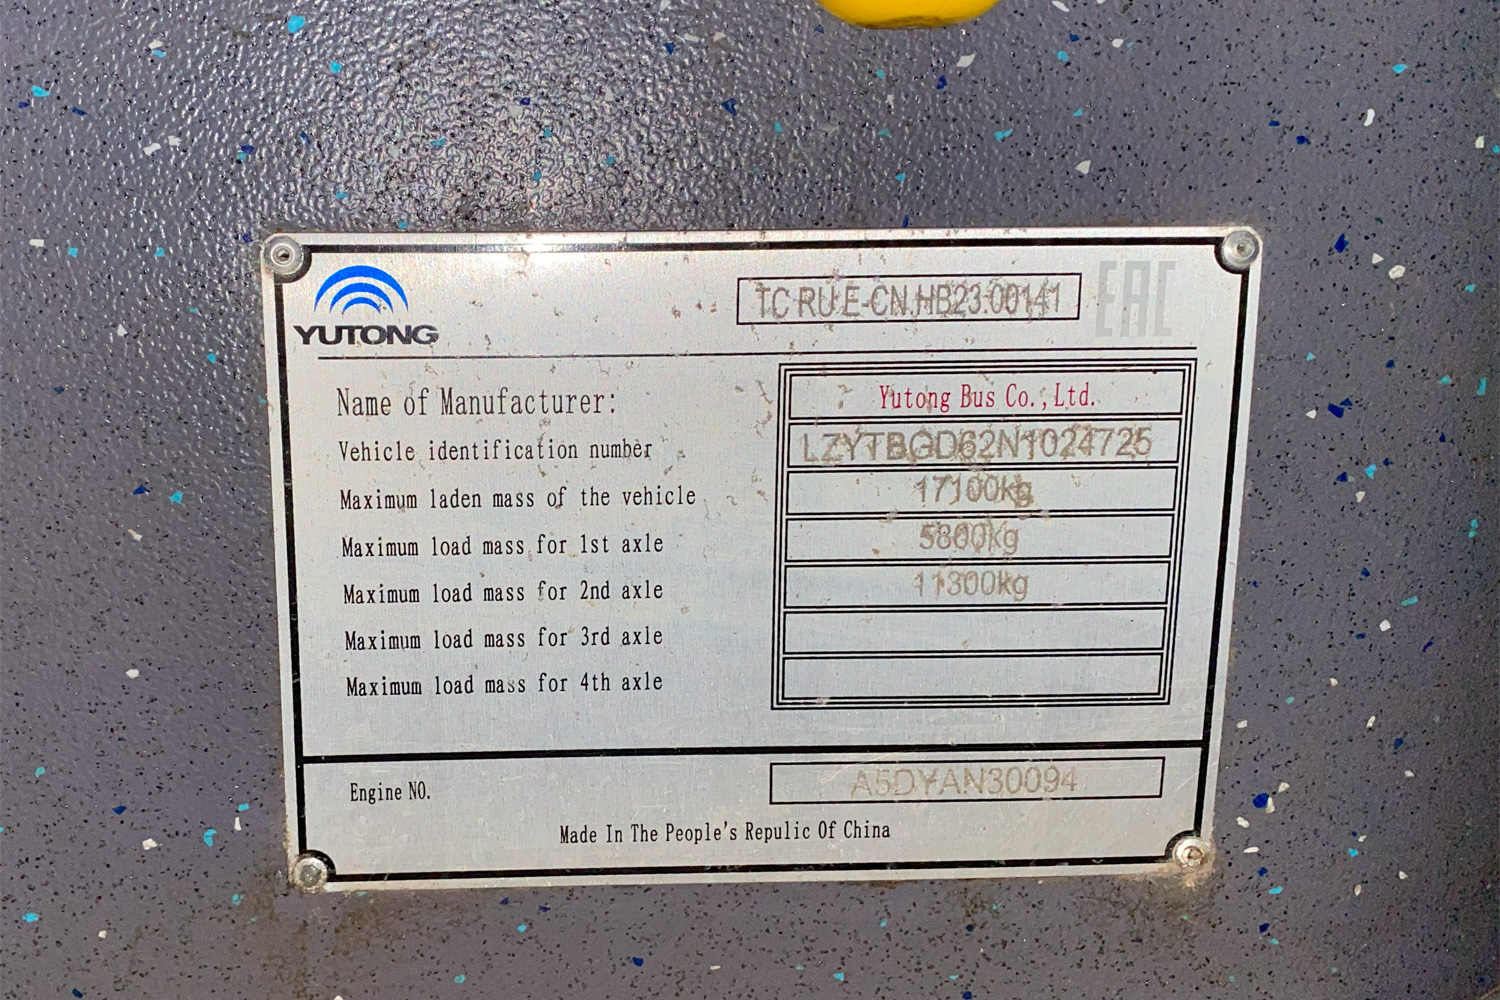 YUTONG
TC RU E-CN.HB23.00141 EAC
Name of Manufacturer: Yutong Bus Co.,Ltd.
Vehicle identification number LZYTBGD62N1024725
Maximum laden mass of the vehicle 17100kg
Maximum load mass for 1st axle 5800kg
Maximum load mass for 2nd axle 11300kg
Maximum load mass for 3rd axle
Maximum load mass for 4th axle
Engine NO. A5DYAN30094
Made In The People's Repulic Of China